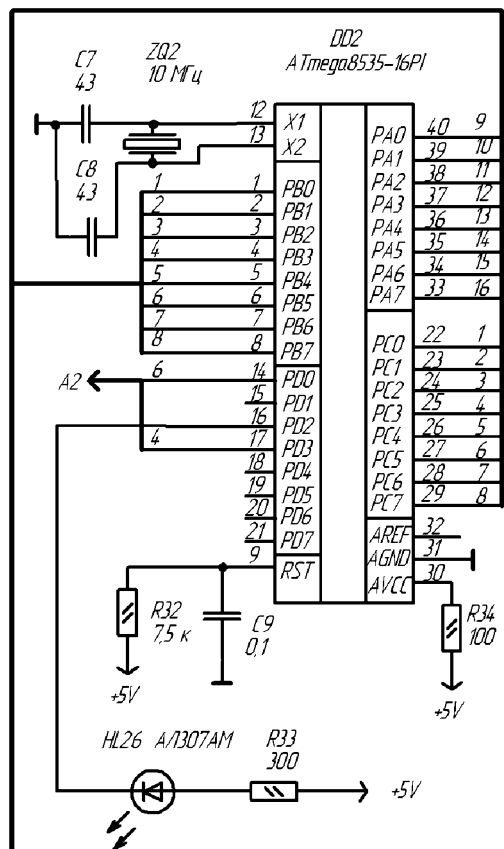 DD2
ATmega8535-16PI
C7
43
ZQ2
10 МГц
C8
43
12 X1
13 X2
1 1 PB0
2 2 PB1
3 3 PB2
4 4 PB3
5 5 PB4
6 6 PB5
7 7 PB6
8 8 PB7
A2
6 14 PD0
15 PD1
16 PD2
4 17 PD3
18 PD4
19 PD5
20 PD6
21 PD7
9 RST
PA0 40 9
PA1 39 10
PA2 38 11
PA3 37 12
PA4 36 13
PA5 35 14
PA6 34 15
PA7 33 16
PC0 22 1
PC1 23 2
PC2 24 3
PC3 25 4
PC4 26 5
PC5 27 6
PC6 28 7
PC7 29 8
AREF 32
AGND 31
AVCC 30
R32
7,5 к
C9
0,1
R34
100
+5V
+5V
HL26 АЛ307АМ
R33
300
+5V